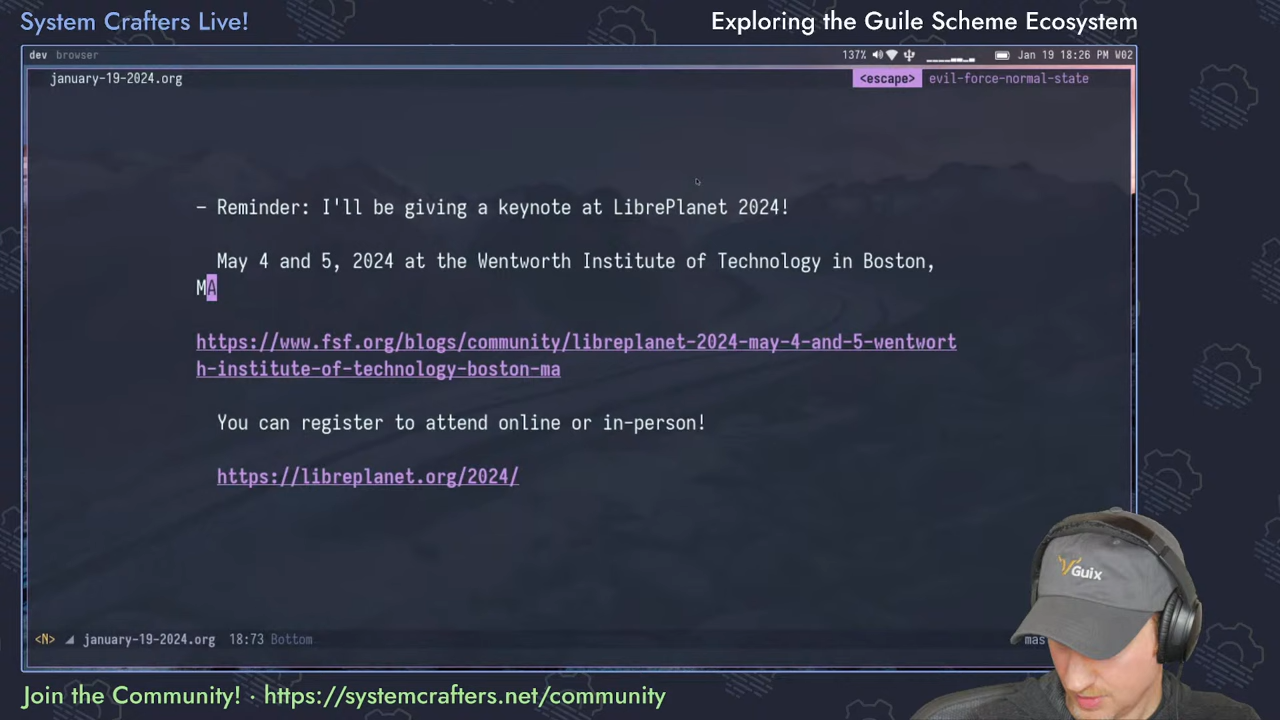 System Crafters Live!
Exploring the Guile Scheme Ecosystem
dev browser
137%
Jan 19 18:26 PM W02
january-19-2024.org
<escape> evil-force-normal-state
- Reminder: I'll be giving a keynote at LibrePlanet 2024!
May 4 and 5, 2024 at the Wentworth Institute of Technology in Boston,
MA
https://www.fsf.org/blogs/community/libreplanet-2024-may-4-and-5-wentwort
h-institute-of-technology-boston-ma
You can register to attend online or in-person!
https://libreplanet.org/2024/
Guix
<N> january-19-2024.org 18:73 Bottom
mas
Join the Community! · https://systemcrafters.net/community